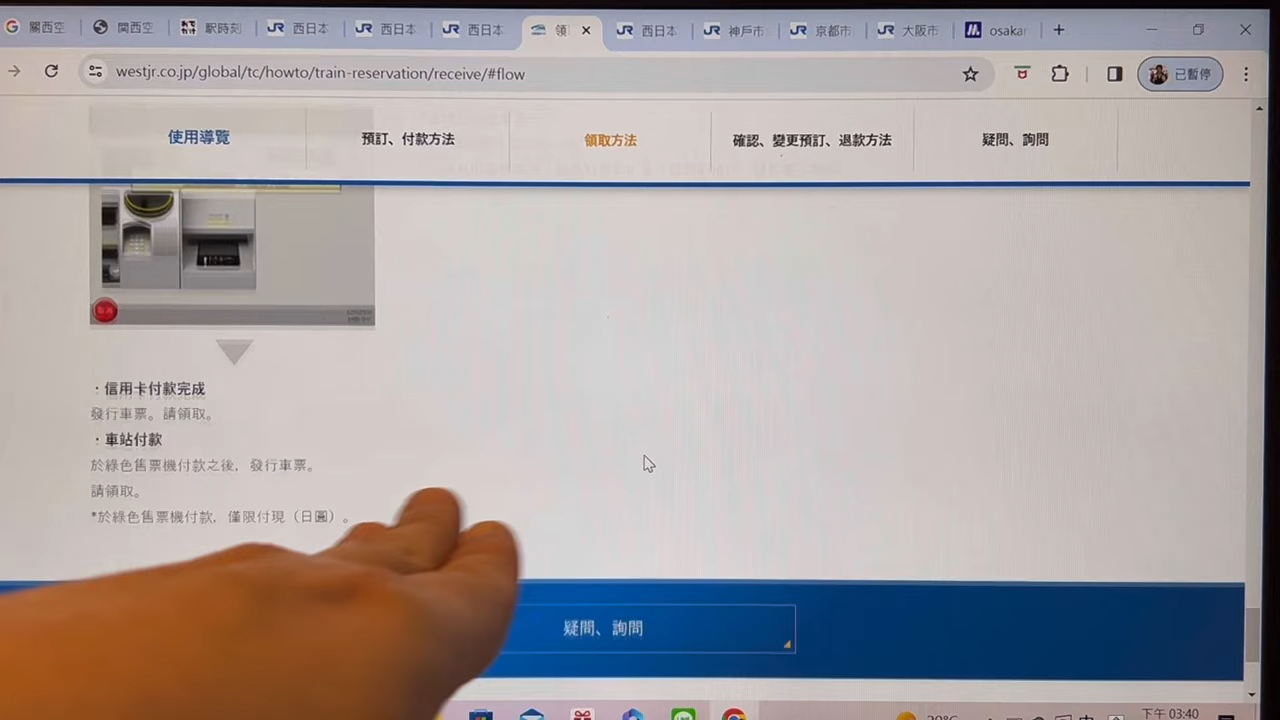 關西空
関西空
駅時刻
西日本
西日本
西日本
領
西日本
神戶市
京都市
大阪市
osakar
westjr.co.jp/global/tc/howto/train-reservation/receive/#flow
已暫停
使用導覽
預訂、付款方法
領取方法
確認、變更預訂、退款方法
疑問、詢問
・信用卡付款完成
發行車票。請領取。
・車站付款
於綠色售票機付款之後，發行車票。
請領取。
*於綠色售票機付款，僅限付現（日圓）。
疑問、詢問
下午 03:40